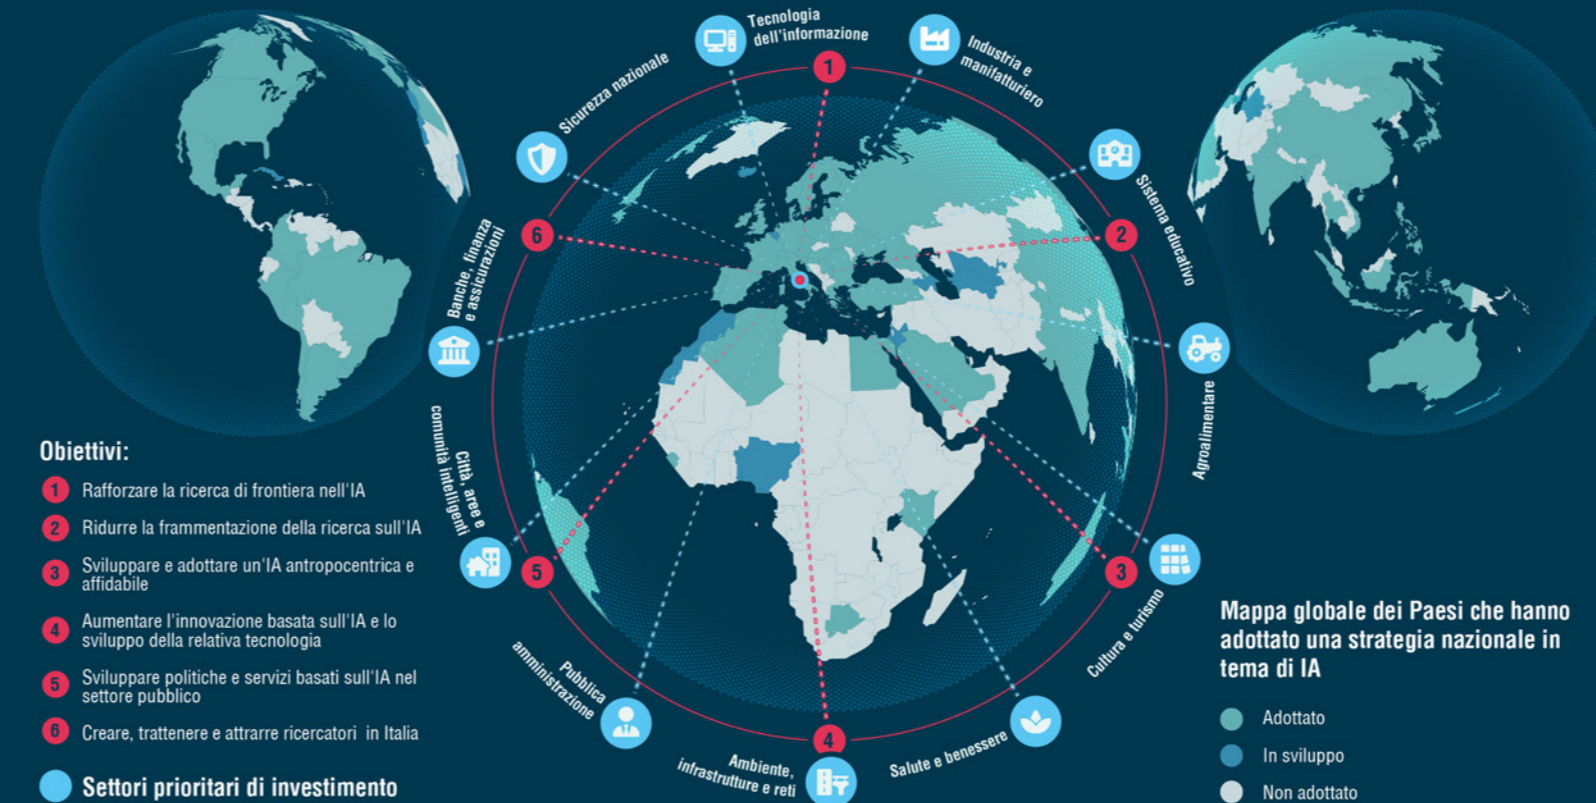 Tecnologia
dell'informazione
Industria e
manifatturiero
Sicurezza nazionale
Sistema educativo
Banche, finanza
e assicurazioni
Agroalimentare
Città, aree e
comunità intelligenti
Cultura e turismo
Pubblica
amministrazione
Salute e benessere
Ambiente,
infrastrutture e reti
1
2
3
4
5
6
Obiettivi:
1 Rafforzare la ricerca di frontiera nell'IA
2 Ridurre la frammentazione della ricerca sull'IA
3 Sviluppare e adottare un'IA antropocentrica e
affidabile
4 Aumentare l'innovazione basata sull'IA e lo
sviluppo della relativa tecnologia
5 Sviluppare politiche e servizi basati sull'IA nel
settore pubblico
6 Creare, trattenere e attrarre ricercatori in Italia
Settori prioritari di investimento
Mappa globale dei Paesi che hanno
adottato una strategia nazionale in
tema di IA
Adottato
In sviluppo
Non adottato